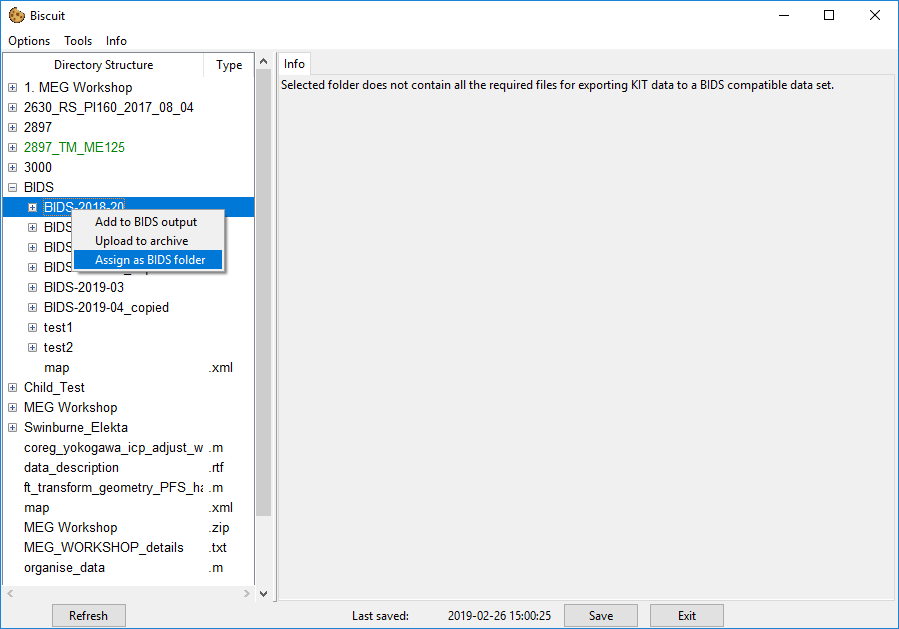 Biscuit
Options Tools Info
Directory Structure Type
Info
Selected folder does not contain all the required files for exporting KIT data to a BIDS compatible data set.
1. MEG Workshop
2630_RS_PI160_2017_08_04
2897
2897_TM_ME125
3000
BIDS
BIDS-2018-20
Add to BIDS output
BIDS
Upload to archive
BIDS
Assign as BIDS folder
BIDS
BIDS-2019-03
BIDS-2019-04_copied
test1
test2
map .xml
Child_Test
MEG Workshop
Swinburne_Elekta
coreg_yokogawa_icp_adjust_w .m
data_description .rtf
ft_transform_geometry_PFS_ha .m
map .xml
MEG Workshop .zip
MEG_WORKSHOP_details .txt
organise_data .m
Refresh Last saved: 2019-02-26 15:00:25 Save Exit